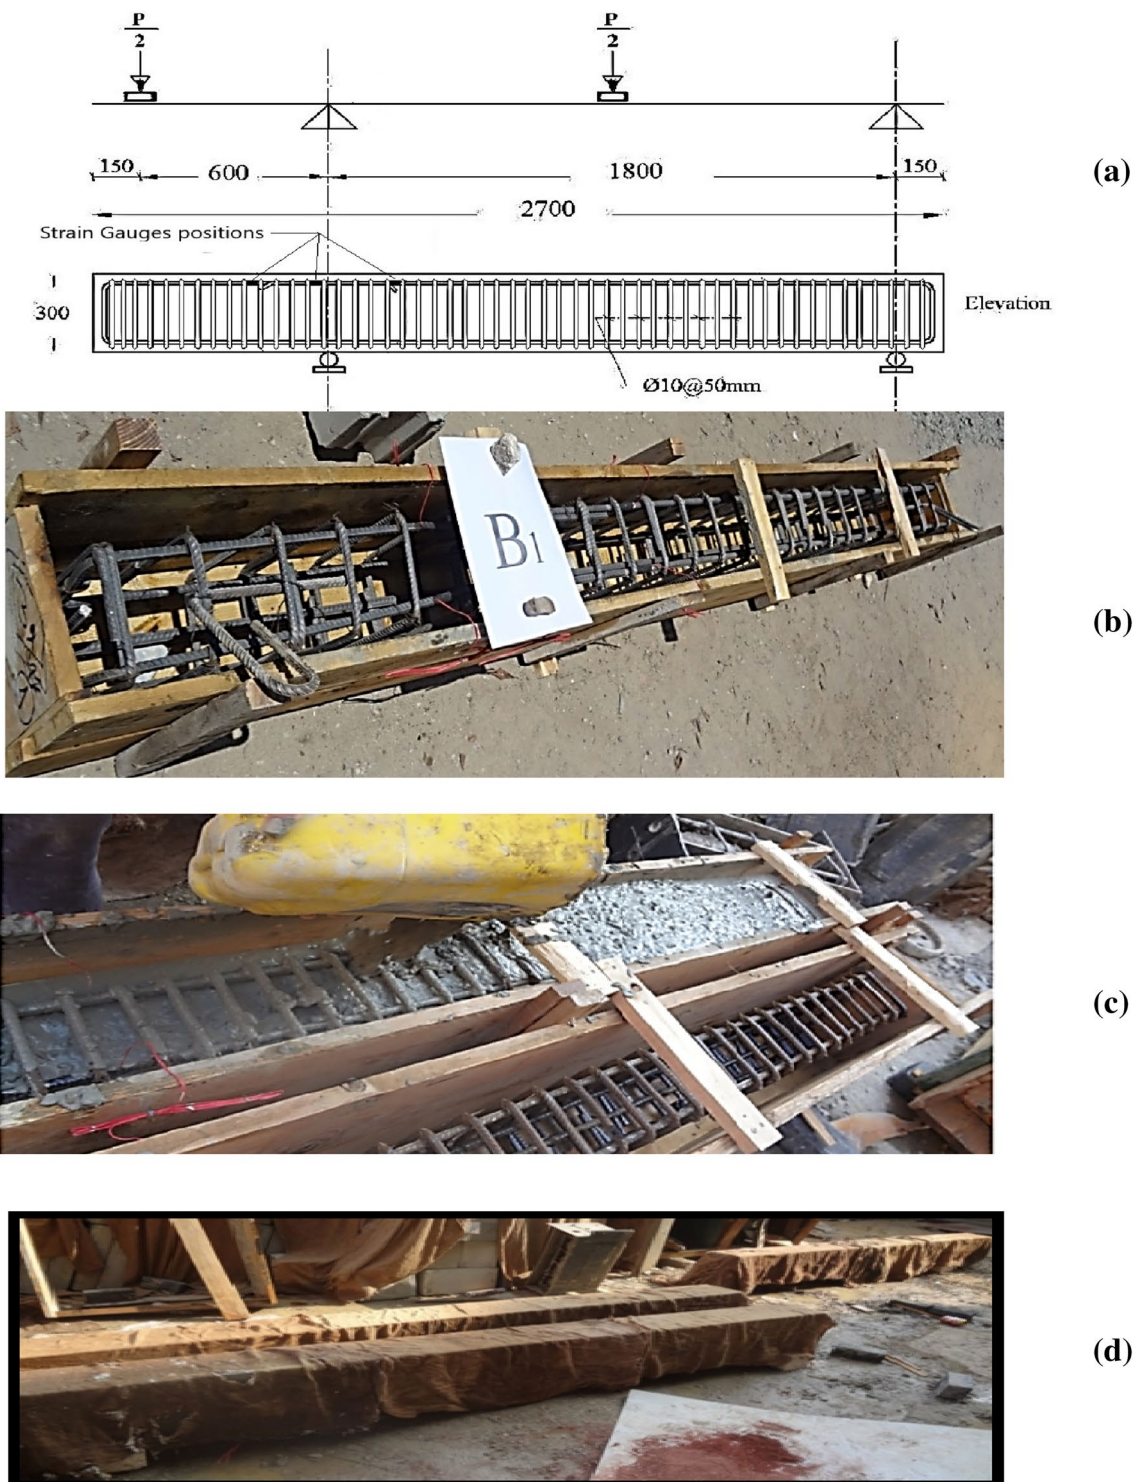 P P
2 2
150 600 1800 150
(a)
2700
Strain Gauges positions
300
Elevation
Ø10@50mm
B1
(b)
(c)
(d)